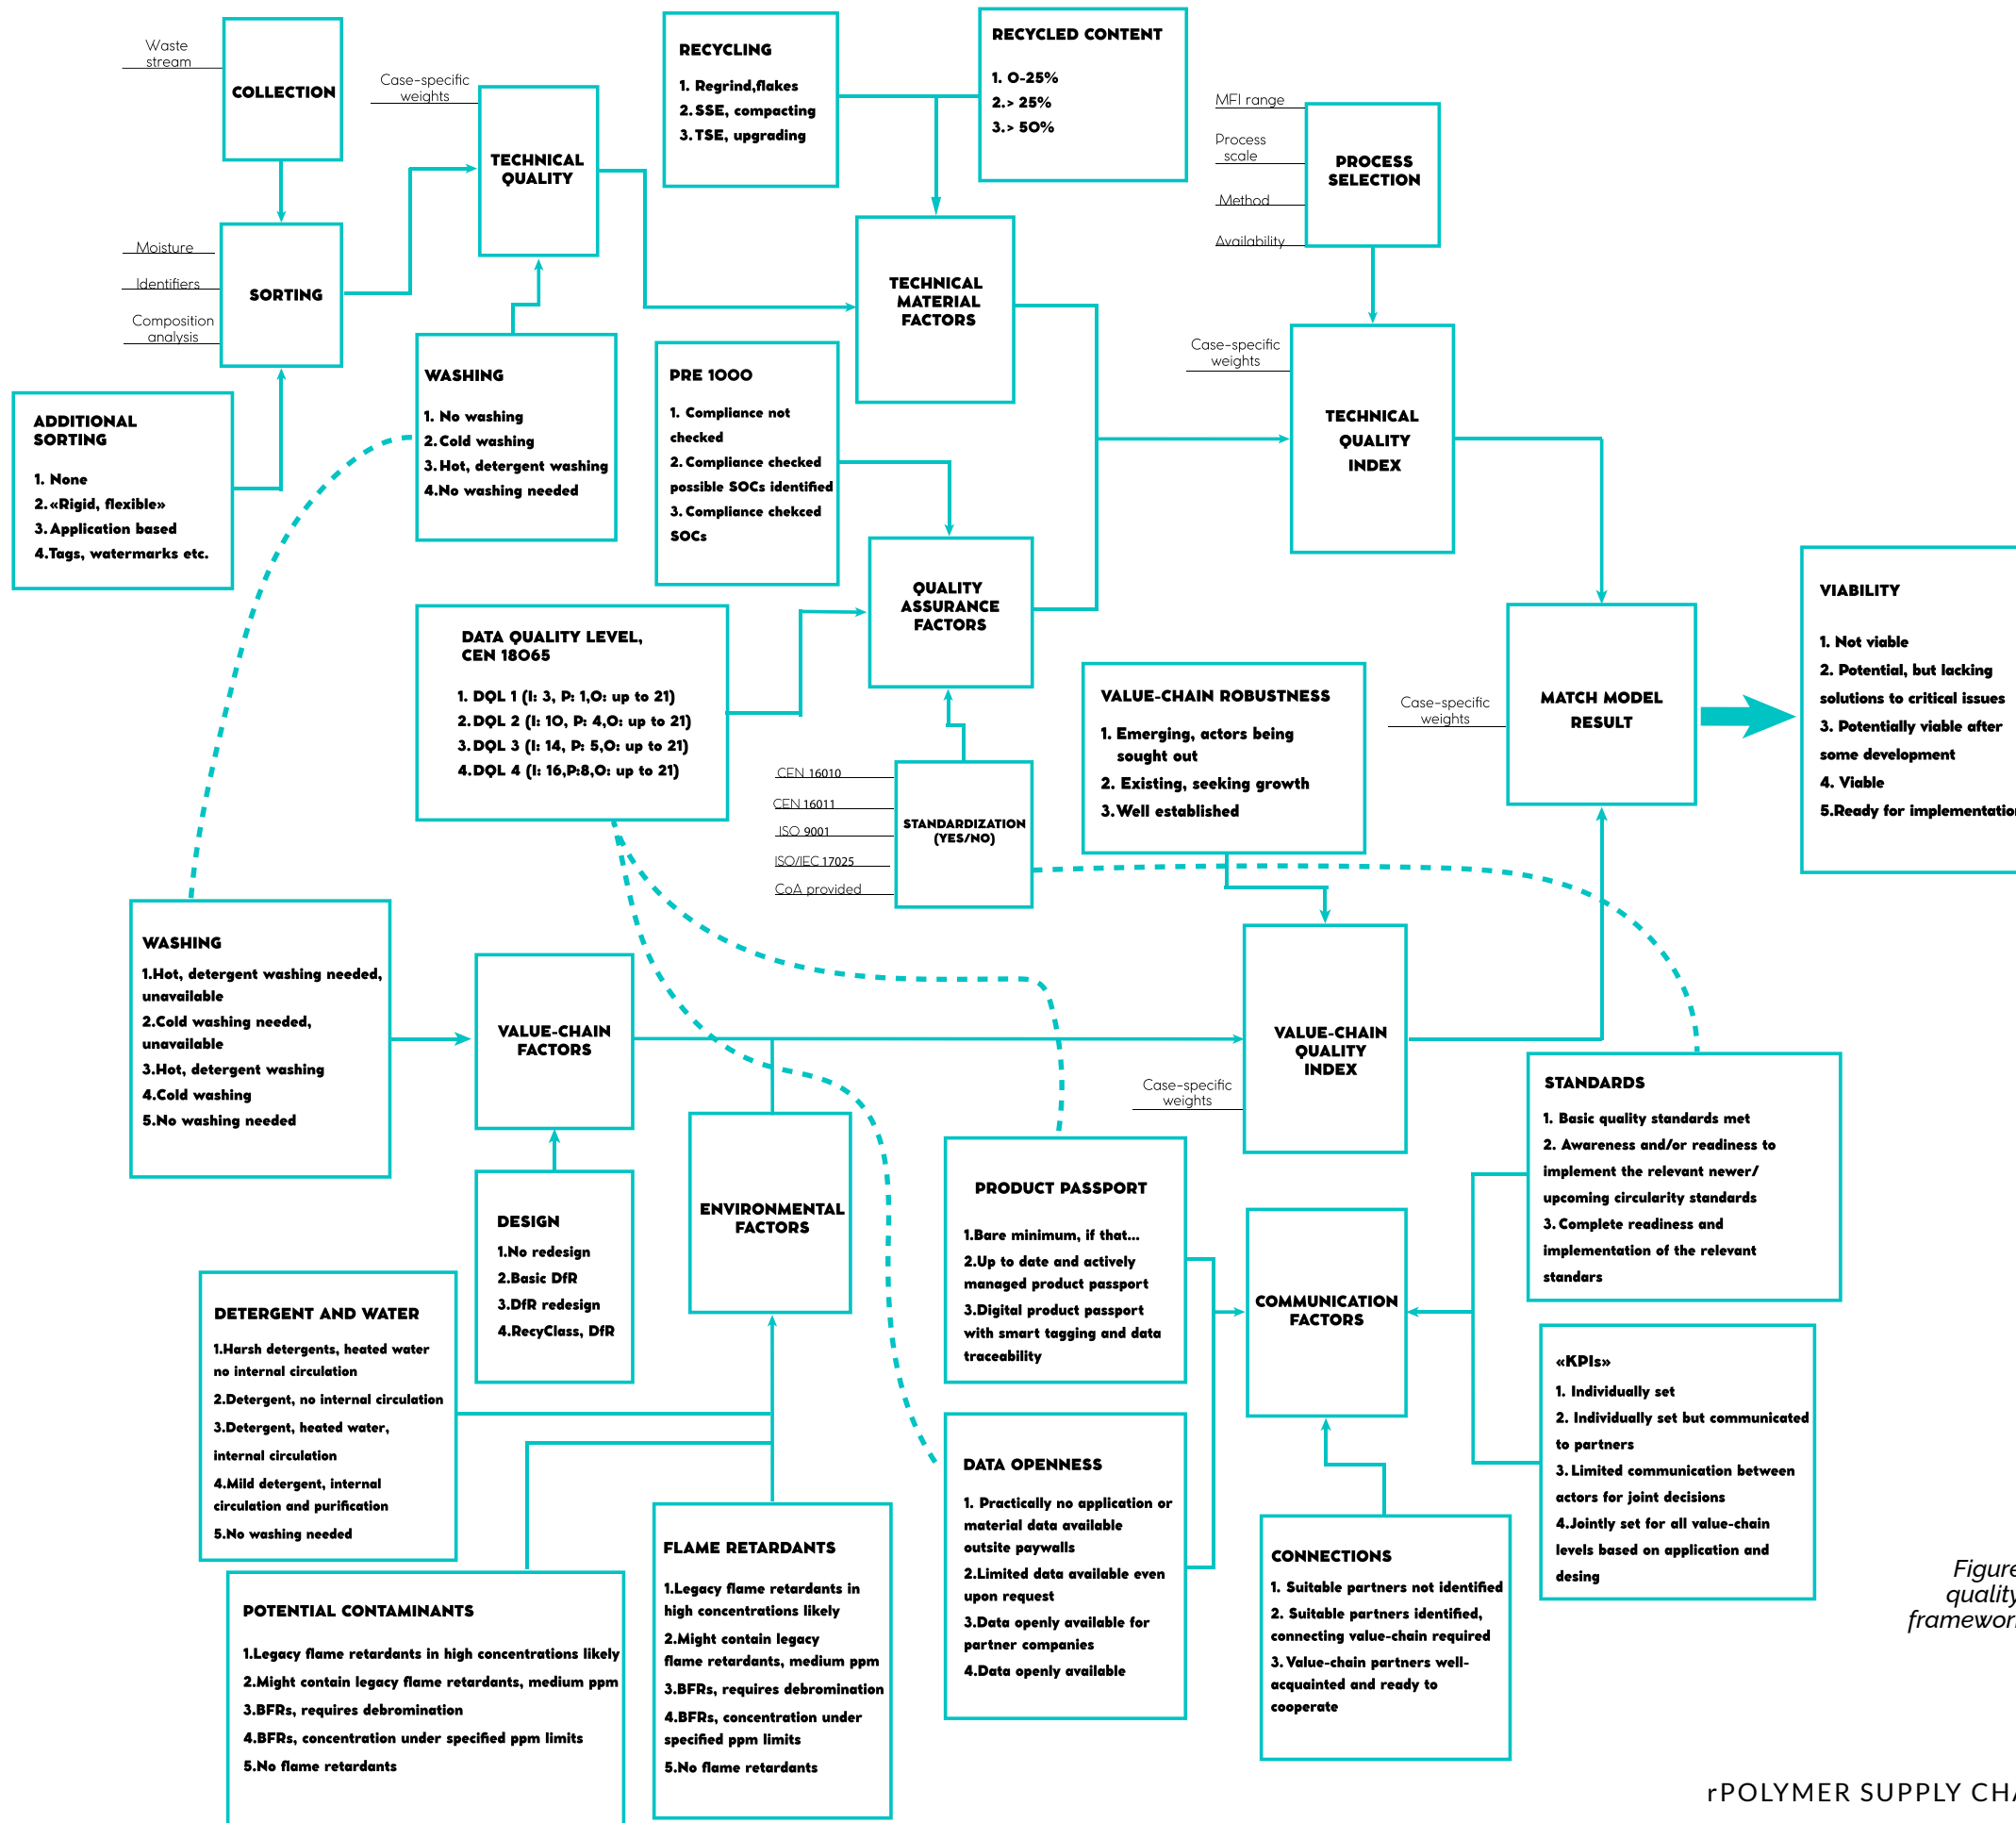 Waste
stream
COLLECTION
Case-specific
weights
TECHNICAL
QUALITY
RECYCLING
1. Regrind,flakes
2. SSE, compacting
3. TSE, upgrading
RECYCLED CONTENT
1. 0-25%
2.> 25%
3.> 50%
MFI range
Process
scale
Method
Availability
PROCESS
SELECTION
Moisture
Identifiers
Composition
analysis
SORTING
TECHNICAL
MATERIAL
FACTORS
ADDITIONAL
SORTING
1. None
2. «Rigid, flexible»
3. Application based
4.Tags, watermarks etc.
WASHING
1. No washing
2. Cold washing
3. Hot, detergent washing
4.No washing needed
PRE 1000
1. Compliance not
checked
2. Compliance checked
possible SOCs identified
3. Compliance chekced
SOCs
Case-specific
weights
TECHNICAL
QUALITY
INDEX
QUALITY
ASSURANCE
FACTORS
DATA QUALITY LEVEL,
CEN 18065
1. DQL 1 (I: 3, P: 1,O: up to 21)
2. DQL 2 (I: 10, P: 4,O: up to 21)
3. DQL 3 (I: 14, P: 5,O: up to 21)
4. DQL 4 (I: 16,P:8,O: up to 21)
VALUE-CHAIN ROBUSTNESS
1. Emerging, actors being
sought out
2. Existing, seeking growth
3. Well established
Case-specific
weights
MATCH MODEL
RESULT
VIABILITY
1. Not viable
2. Potential, but lacking
solutions to critical issues
3. Potentially viable after
some development
4. Viable
5.Ready for implementation
CEN 16010
CEN 16011
ISO 9001
ISO/IEC 17025
CoA provided
STANDARDIZATION
(YES/NO)
WASHING
1.Hot, detergent washing needed,
unavailable
2.Cold washing needed,
unavailable
3.Hot, detergent washing
4.Cold washing
5.No washing needed
VALUE-CHAIN
FACTORS
VALUE-CHAIN
QUALITY
INDEX
Case-specific
weights
STANDARDS
1. Basic quality standards met
2. Awareness and/or readiness to
implement the relevant newer/
upcoming circularity standards
3. Complete readiness and
implementation of the relevant
standars
DESIGN
1.No redesign
2.Basic DfR
3.DfR redesign
4.RecyClass, DfR
ENVIRONMENTAL
FACTORS
PRODUCT PASSPORT
1.Bare minimum, if that...
2.Up to date and actively
managed product passport
3.Digital product passport
with smart tagging and data
traceability
COMMUNICATION
FACTORS
DETERGENT AND WATER
1.Harsh detergents, heated water
no internal circulation
2.Detergent, no internal circulation
3.Detergent, heated water,
internal circulation
4.Mild detergent, internal
circulation and purification
5.No washing needed
«KPIs»
1. Individually set
2. Individually set but communicated
to partners
3. Limited communication between
actors for joint decisions
4.Jointly set for all value-chain
levels based on application and
desing
DATA OPENNESS
1. Practically no application or
material data available
outsite paywalls
2.Limited data available even
upon request
3.Data openly available for
partner companies
4.Data openly available
FLAME RETARDANTS
1.Legacy flame retardants in
high concentrations likely
2.Might contain legacy
flame retardants, medium ppm
3.BFRs, requires debromination
4.BFRs, concentration under
specified ppm limits
5.No flame retardants
CONNECTIONS
1. Suitable partners not identified
2. Suitable partners identified,
connecting value-chain required
3. Value-chain partners well-
acquainted and ready to
cooperate
POTENTIAL CONTAMINANTS
1.Legacy flame retardants in high concentrations likely
2.Might contain legacy flame retardants, medium ppm
3.BFRs, requires debromination
4.BFRs, concentration under specified ppm limits
5.No flame retardants
Figure
quality
framewor
rPOLYMER SUPPLY CHA